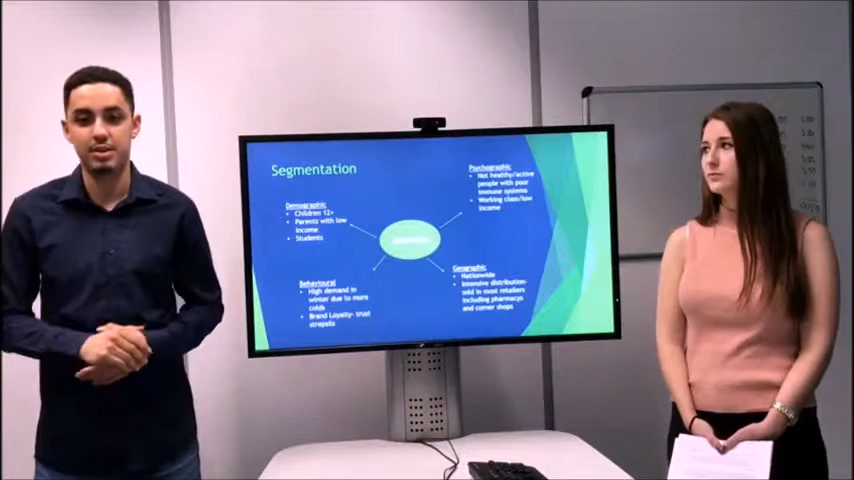 Segmentation
Demographic
• Children 12+
• Parents with low
income
• Students
Psychographic
• Not healthy/active
people with poor
immune systems
• Working class/low
income
Behavioural
• High demand in
winter due to more
colds
• Brand Loyalty- trust
strepsils
Geographic
• Nationwide
• Intensive distribution-
sold in most retailers
including pharmacys
and corner shops